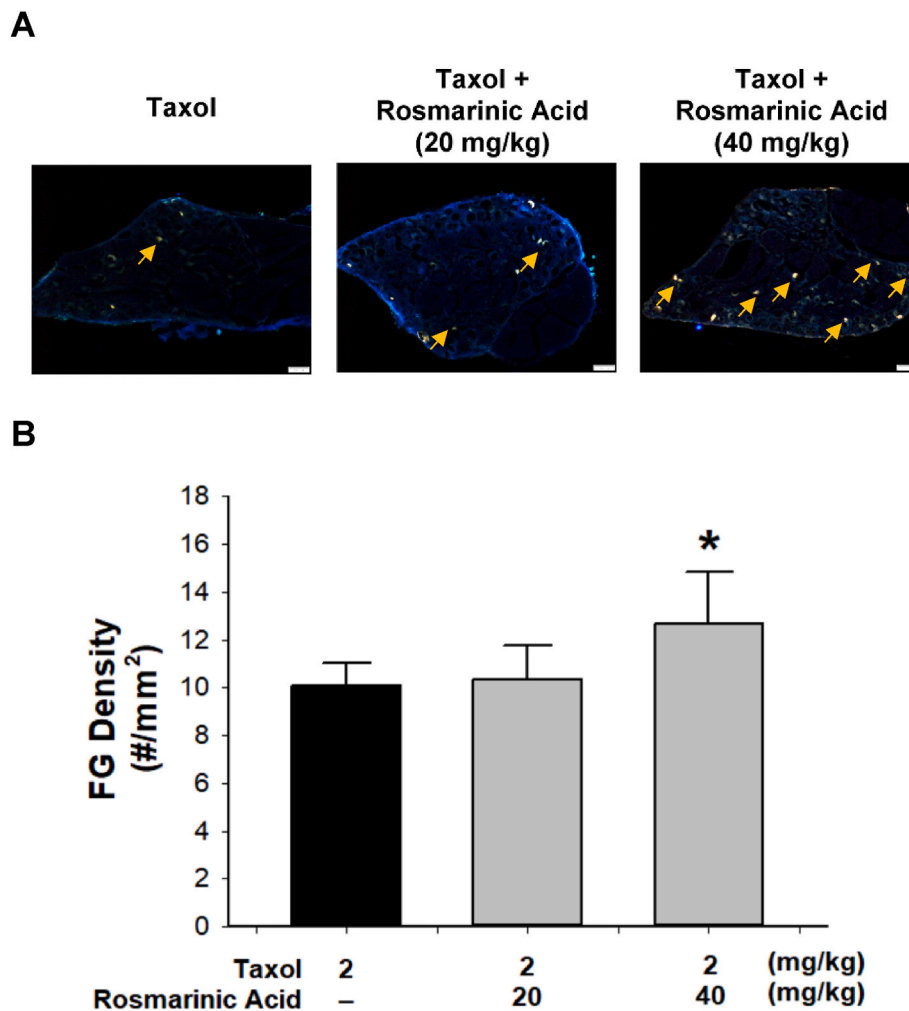 A
Taxol
Taxol +
Rosmarinic Acid
(20 mg/kg)
Taxol +
Rosmarinic Acid
(40 mg/kg)
B
FG Density
(#/mm²)
18
16
14
12
10
8
6
4
2
0
*
Taxol 2 2 2 (mg/kg)
Rosmarinic Acid – 20 40 (mg/kg)